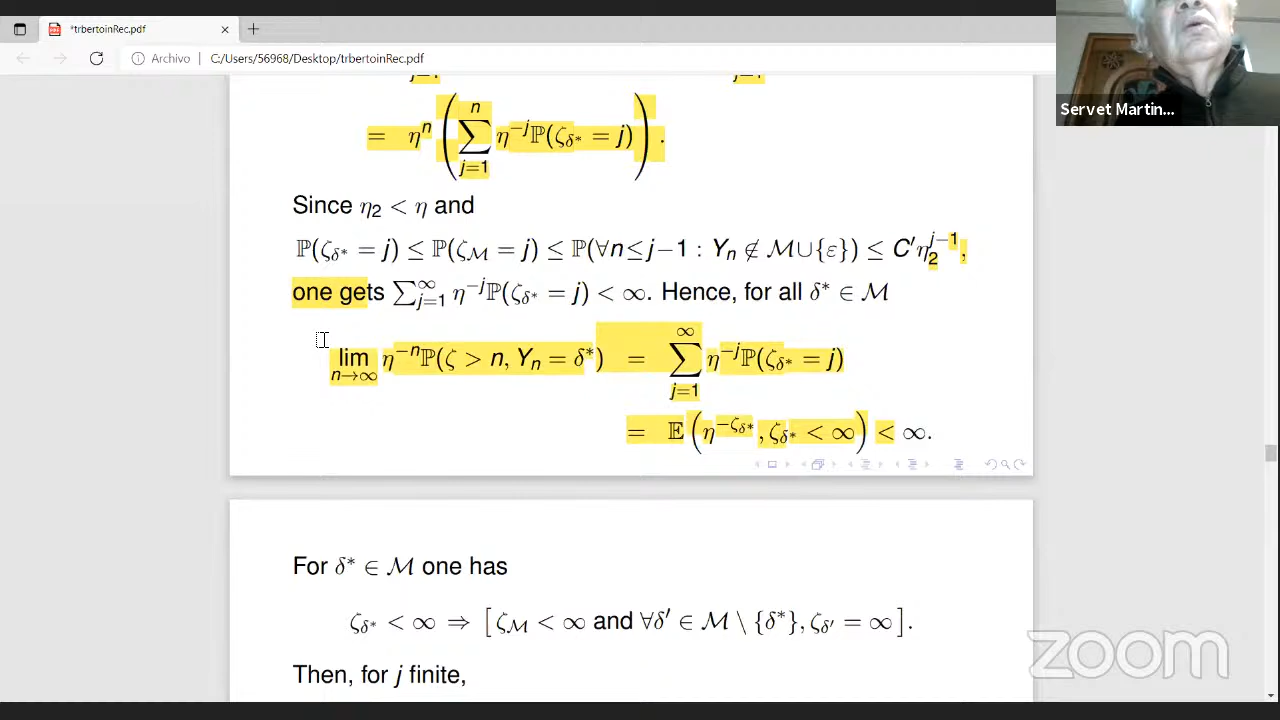 *trbertoinRec.pdf
Archivo | C:/Users/56968/Desktop/trbertoinRec.pdf
Servet Martin...
j=1 j=1
= η^n ( ∑_{j=1}^{n} η^{-j} ℙ(ζ_{δ*} = j) ) .
Since η_2 < η and
ℙ(ζ_{δ*} = j) ≤ ℙ(ζ_ℳ = j) ≤ ℙ(∀n ≤ j−1 : Y_n ∉ ℳ∪{ε}) ≤ C′η_2^{j−1},
one gets ∑_{j=1}^{∞} η^{-j} ℙ(ζ_{δ*} = j) < ∞. Hence, for all δ* ∈ ℳ
lim_{n→∞} η^{-n} ℙ(ζ > n, Y_n = δ*) = ∑_{j=1}^{∞} η^{-j} ℙ(ζ_{δ*} = j)
= 𝔼 ( η^{-ζ_{δ*}}, ζ_{δ*} < ∞ ) < ∞.
For δ* ∈ ℳ one has
ζ_{δ*} < ∞ ⇒ [ ζ_ℳ < ∞ and ∀δ′ ∈ ℳ \ {δ*}, ζ_{δ′} = ∞ ].
Then, for j finite,
zoom